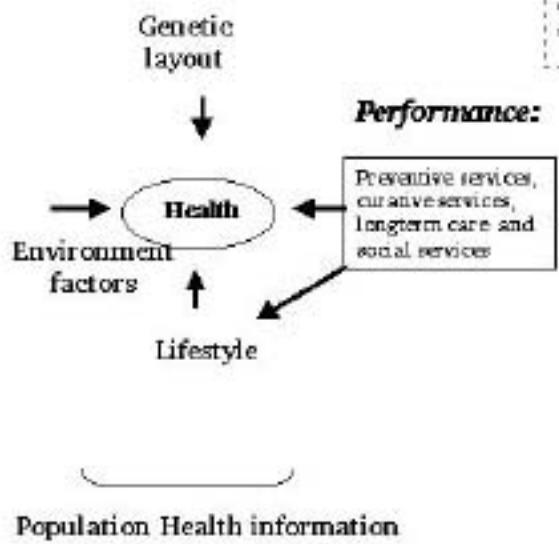 Genetic
layout
Performance:
Preventive services,
curative services,
longterm care and
social services
Health
Environment
factors
Lifestyle
Population Health information